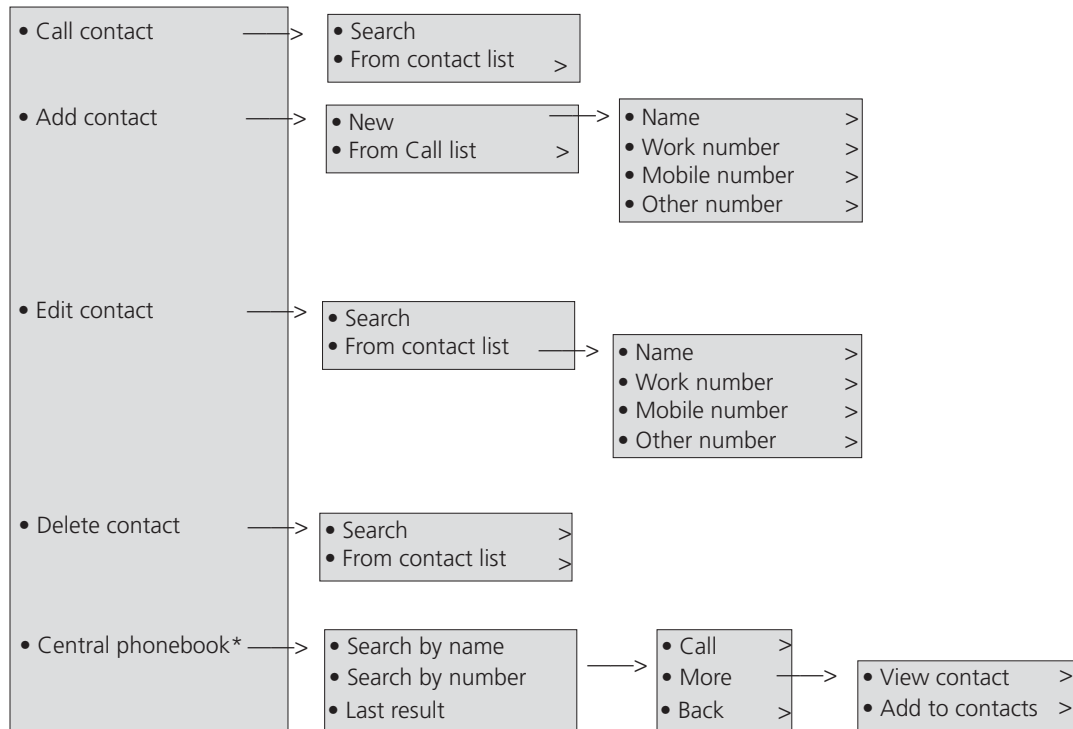 • Call contact ——>
• Search
• From contact list >
• Add contact ——>
• New ——>
• From Call list >
• Name >
• Work number >
• Mobile number >
• Other number >
• Edit contact ——>
• Search
• From contact list ——>
• Name >
• Work number >
• Mobile number >
• Other number >
• Delete contact ——>
• Search >
• From contact list >
• Central phonebook* ——>
• Search by name
• Search by number
• Last result
——>
• Call >
• More ——>
• Back >
• View contact >
• Add to contacts >